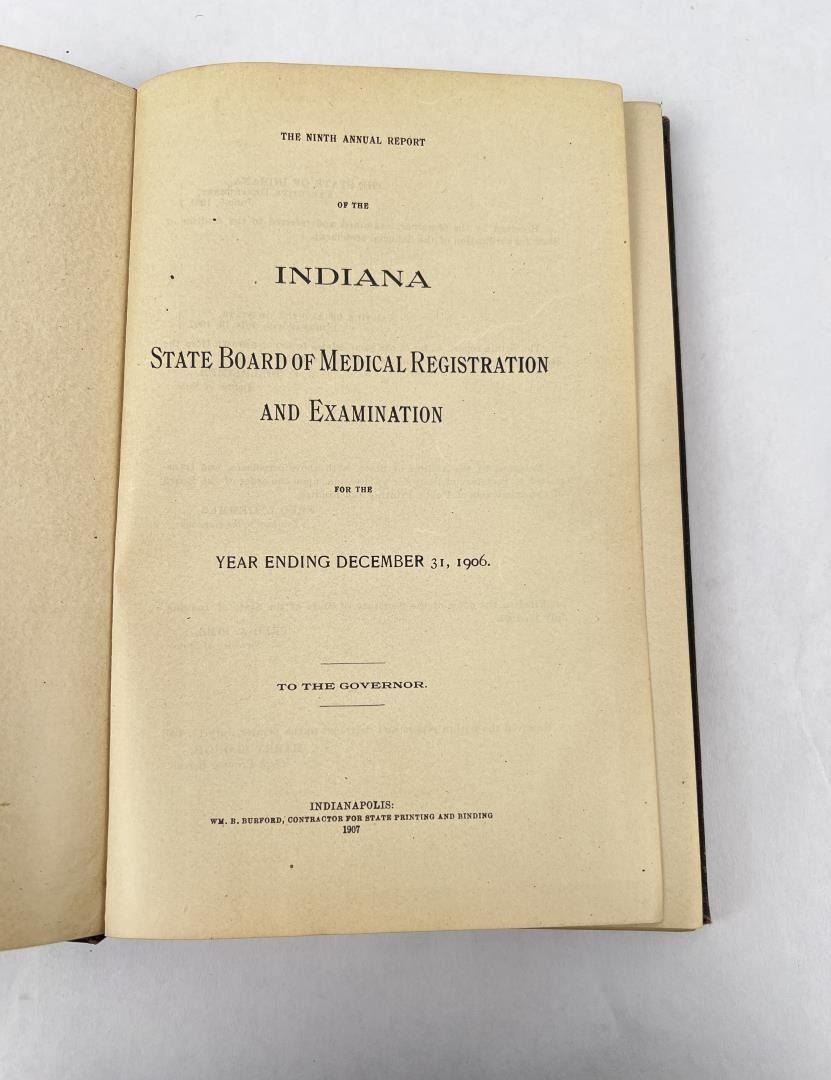 THE NINTH ANNUAL REPORT
OF THE
INDIANA
STATE BOARD OF MEDICAL REGISTRATION
AND EXAMINATION
FOR THE
YEAR ENDING DECEMBER 31, 1906.
TO THE GOVERNOR.
INDIANAPOLIS:
WM. B. BURFORD, CONTRACTOR FOR STATE PRINTING AND BINDING
1907